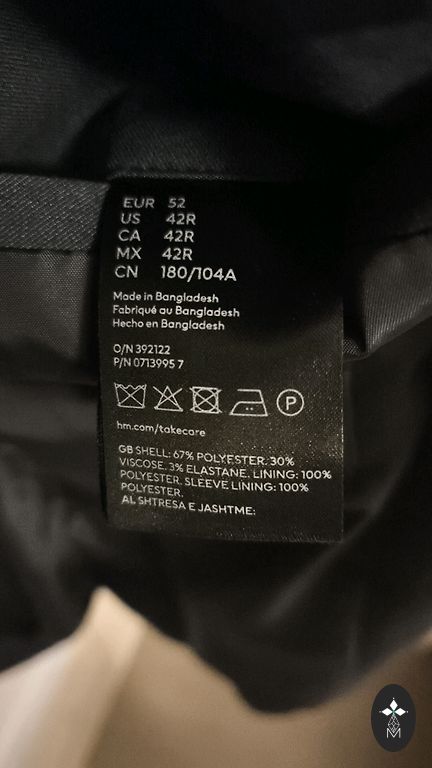 EUR 52
US 42R
CA 42R
MX 42R
CN 180/104A
Made in Bangladesh
Fabriqué au Bangladesh
Hecho en Bangladesh
O/N 392122
P/N 0713995 7
P
hm.com/takecare
GB SHELL: 67% POLYESTER. 30%
VISCOSE. 3% ELASTANE. LINING: 100%
POLYESTER. SLEEVE LINING: 100%
POLYESTER.
AL SHTRESA E JASHTME:
M